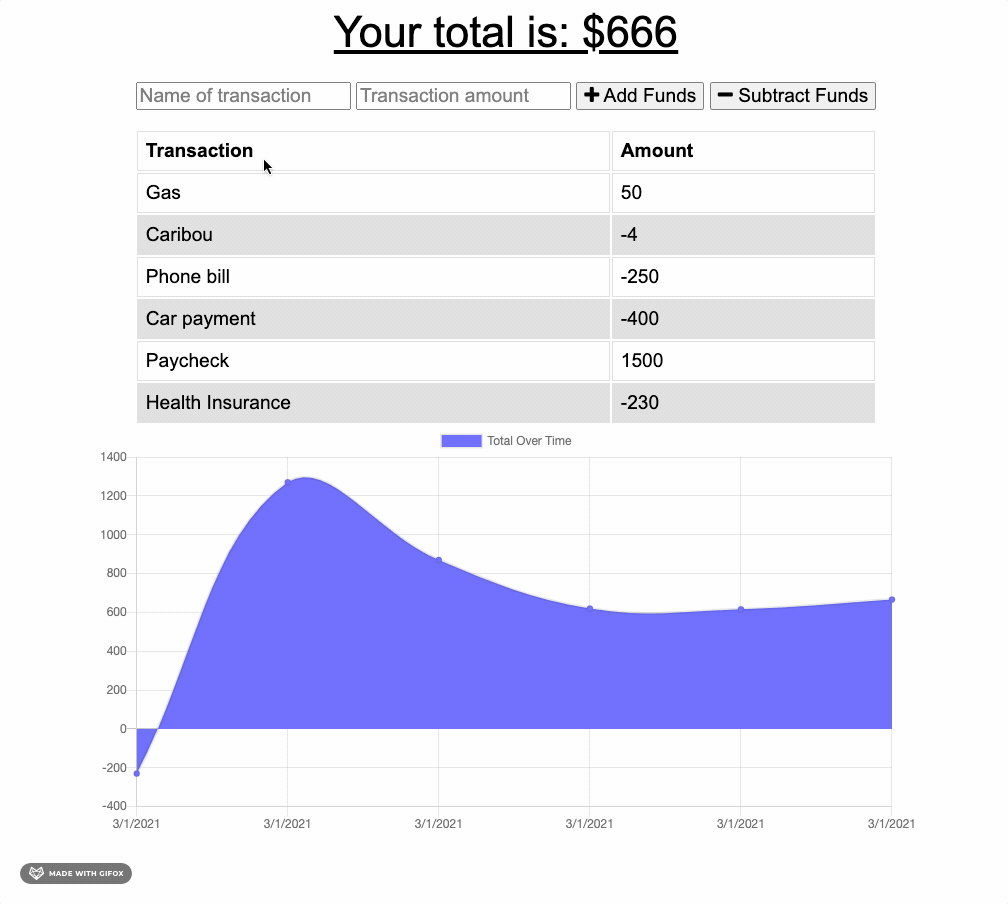 Your total is: $666
Name of transaction Transaction amount + Add Funds − Subtract Funds
Transaction Amount
Gas 50
Caribou -4
Phone bill -250
Car payment -400
Paycheck 1500
Health Insurance -230
Total Over Time
1400
1200
1000
800
600
400
200
0
-200
-400
3/1/2021 3/1/2021 3/1/2021 3/1/2021 3/1/2021 3/1/2021
MADE WITH GIFOX